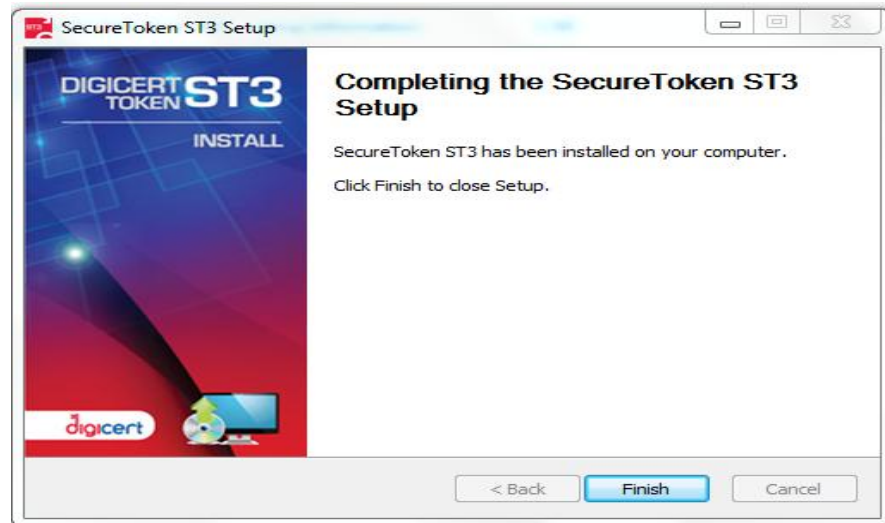 SecureToken ST3 Setup
DIGICERT
TOKEN ST3
INSTALL
Completing the SecureToken ST3
Setup
SecureToken ST3 has been installed on your computer.
Click Finish to close Setup.
digicert
< Back
Finish
Cancel